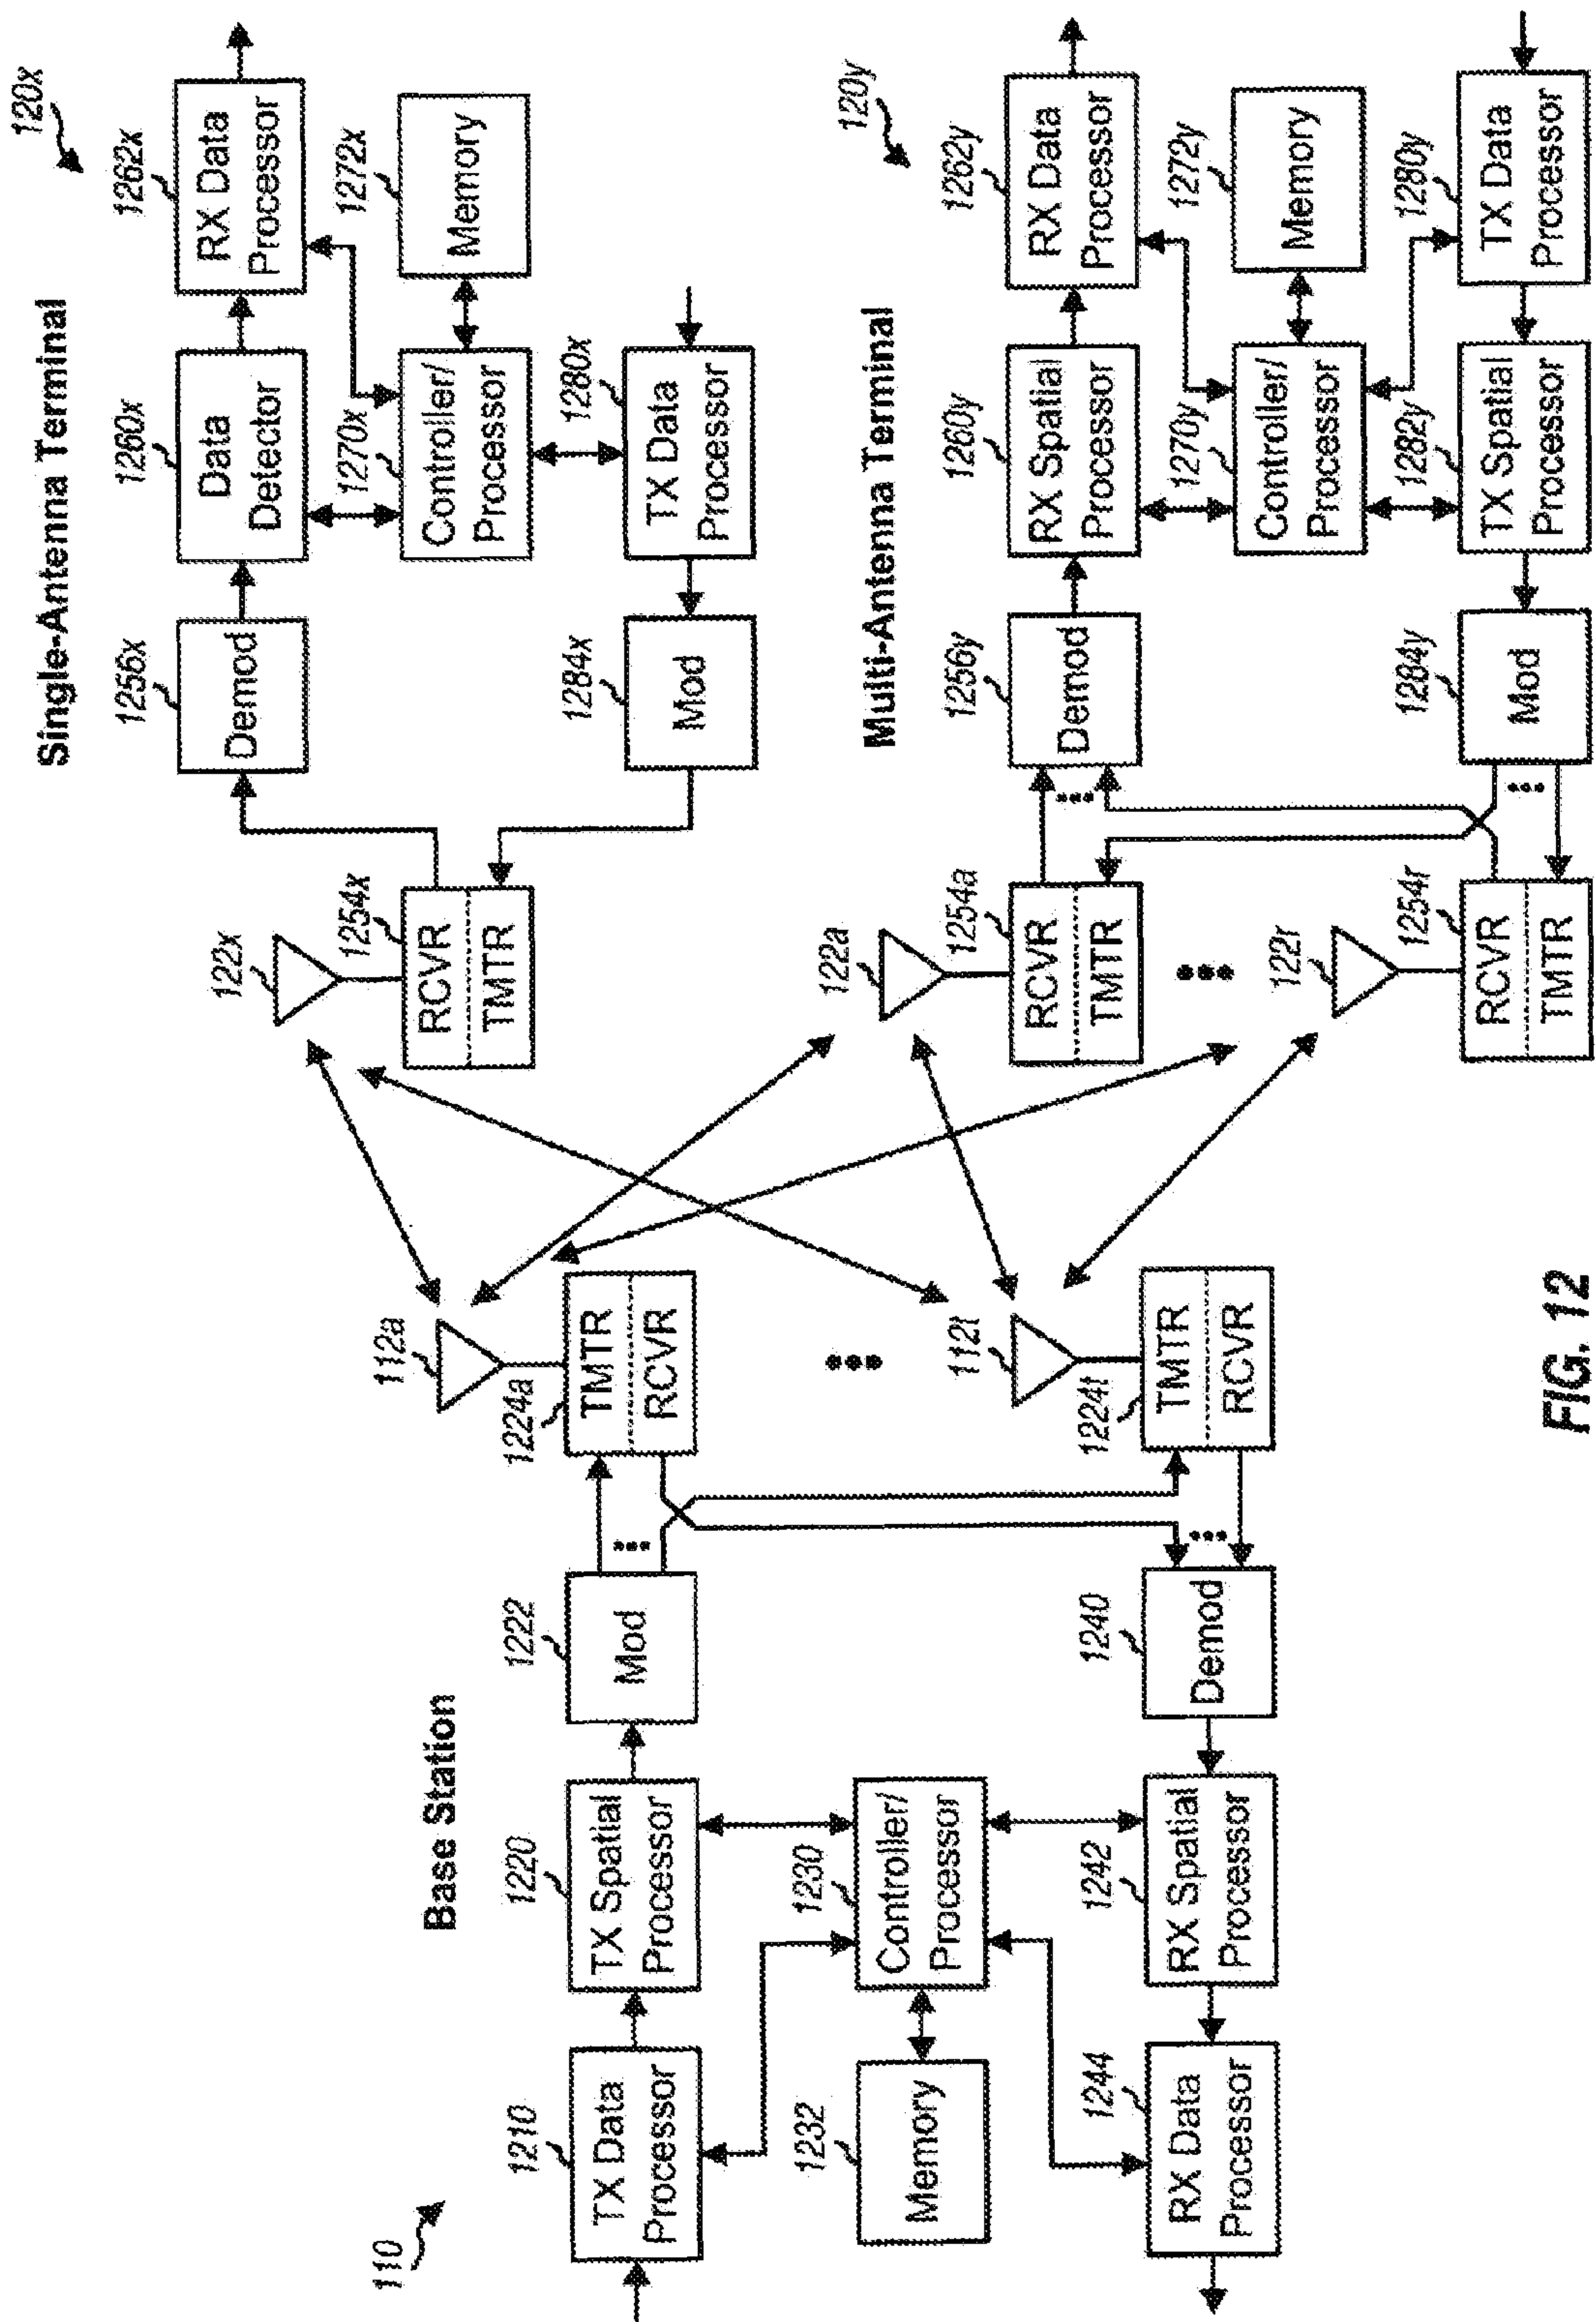 110
Base Station
1210
TX Data
Processor
1220
TX Spatial
Processor
1222
Mod
112a
1224a
TMTR
RCVR
1232
Memory
1230
Controller/
Processor
112t
1224t
TMTR
RCVR
1244
RX Data
Processor
1242
RX Spatial
Processor
1240
Demod
Single-Antenna Terminal
120x
122x
1254x
RCVR
TMTR
1256x
Demod
1260x
Data
Detector
1262x
RX Data
Processor
1270x
Controller/
Processor
1272x
Memory
1284x
Mod
1280x
TX Data
Processor
Multi-Antenna Terminal
120y
122a
1254a
RCVR
TMTR
1256y
Demod
1260y
RX Spatial
Processor
1262y
RX Data
Processor
1270y
Controller/
Processor
1272y
Memory
122r
1254r
RCVR
TMTR
1284y
Mod
1282y
TX Spatial
Processor
1280y
TX Data
Processor
FIG. 12